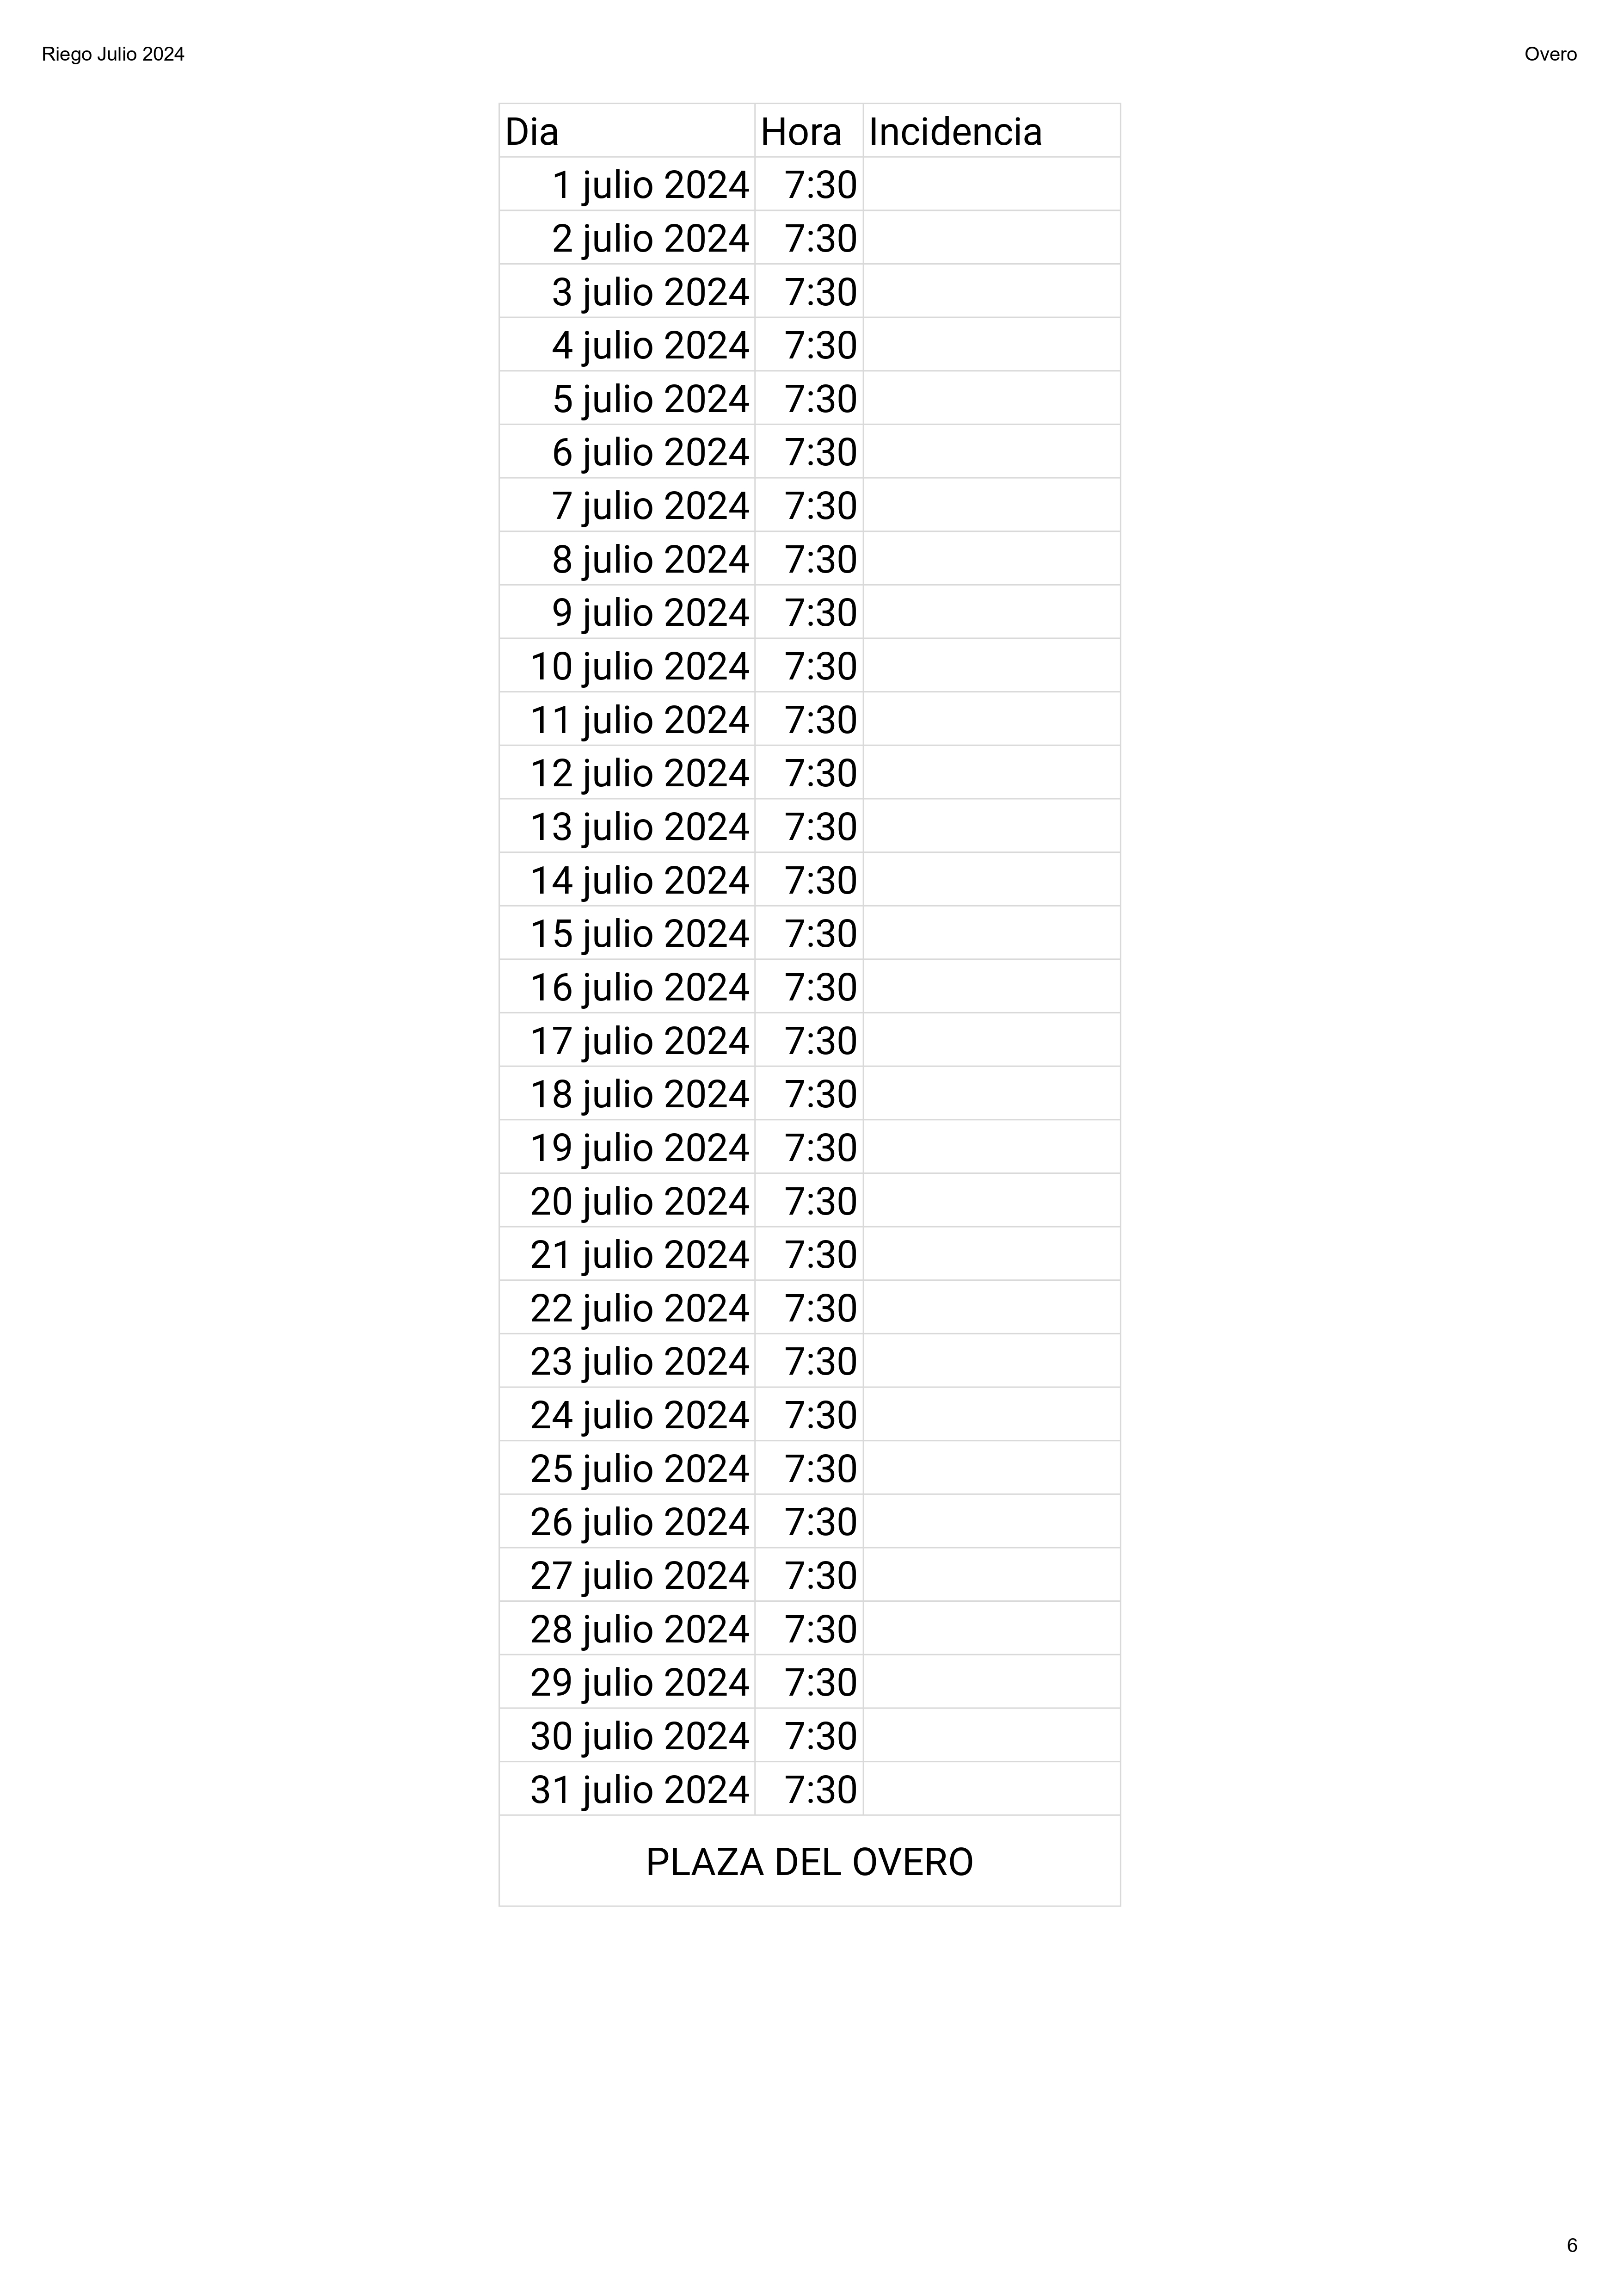 Riego Julio 2024 Overo
Dia Hora Incidencia
1 julio 2024 7:30
2 julio 2024 7:30
3 julio 2024 7:30
4 julio 2024 7:30
5 julio 2024 7:30
6 julio 2024 7:30
7 julio 2024 7:30
8 julio 2024 7:30
9 julio 2024 7:30
10 julio 2024 7:30
11 julio 2024 7:30
12 julio 2024 7:30
13 julio 2024 7:30
14 julio 2024 7:30
15 julio 2024 7:30
16 julio 2024 7:30
17 julio 2024 7:30
18 julio 2024 7:30
19 julio 2024 7:30
20 julio 2024 7:30
21 julio 2024 7:30
22 julio 2024 7:30
23 julio 2024 7:30
24 julio 2024 7:30
25 julio 2024 7:30
26 julio 2024 7:30
27 julio 2024 7:30
28 julio 2024 7:30
29 julio 2024 7:30
30 julio 2024 7:30
31 julio 2024 7:30
PLAZA DEL OVERO
6